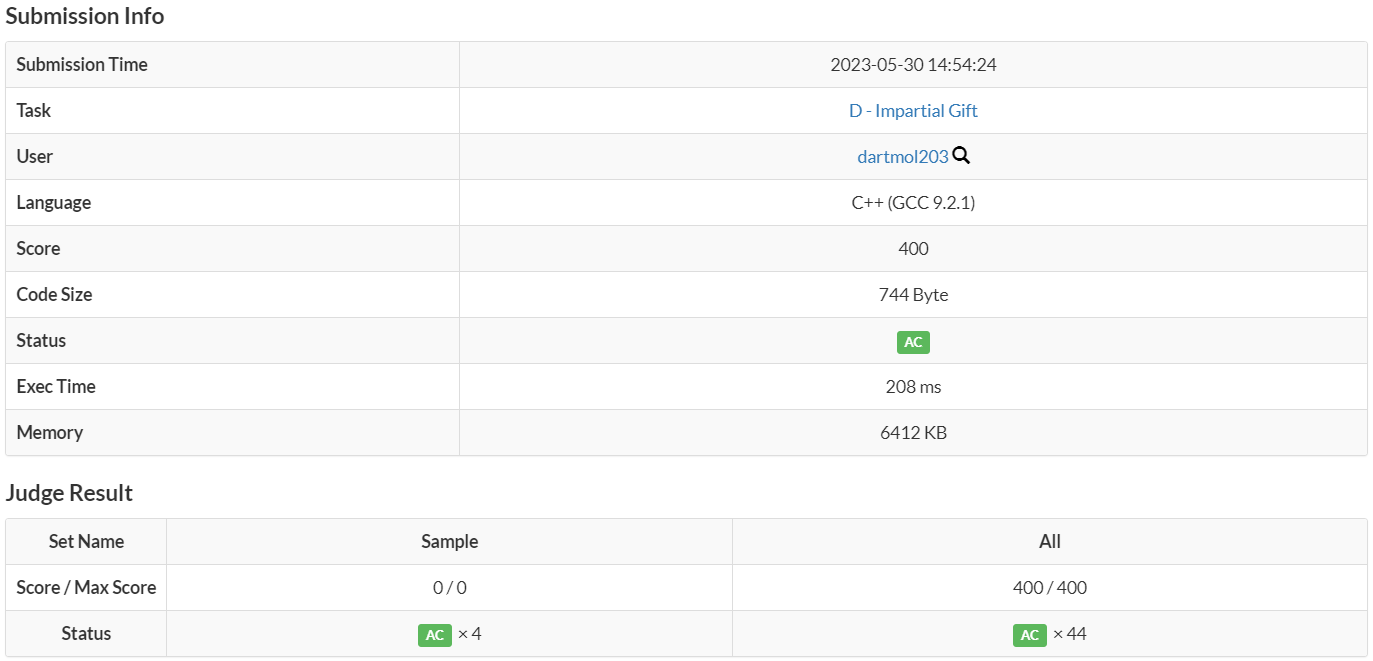 Submission Info
Submission Time 2023-05-30 14:54:24
Task D - Impartial Gift
User dartmol203
Language C++ (GCC 9.2.1)
Score 400
Code Size 744 Byte
Status AC
Exec Time 208 ms
Memory 6412 KB
Judge Result
Set Name Sample All
Score / Max Score 0 / 0 400 / 400
Status AC × 4 AC × 44